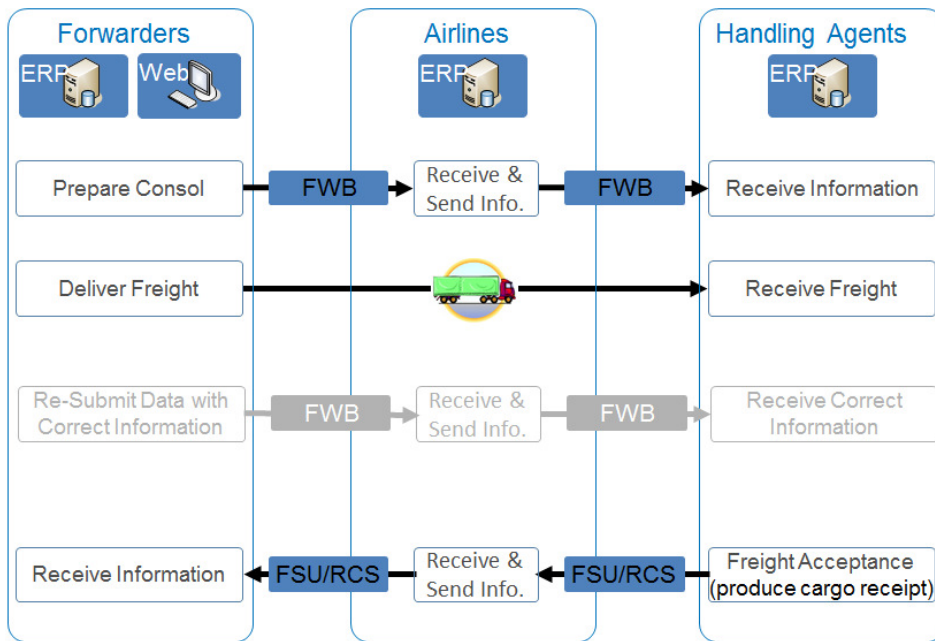 Forwarders
Airlines
Handling Agents
ERP
Web
ERP
ERP
Prepare Consol
FWB
Receive &
Send Info.
FWB
Receive Information
Deliver Freight
Receive Freight
Re-Submit Data with
Correct Information
FWB
Receive &
Send Info.
FWB
Receive Correct
Information
Receive Information
FSU/RCS
Receive &
Send Info.
FSU/RCS
Freight Acceptance
(produce cargo receipt)